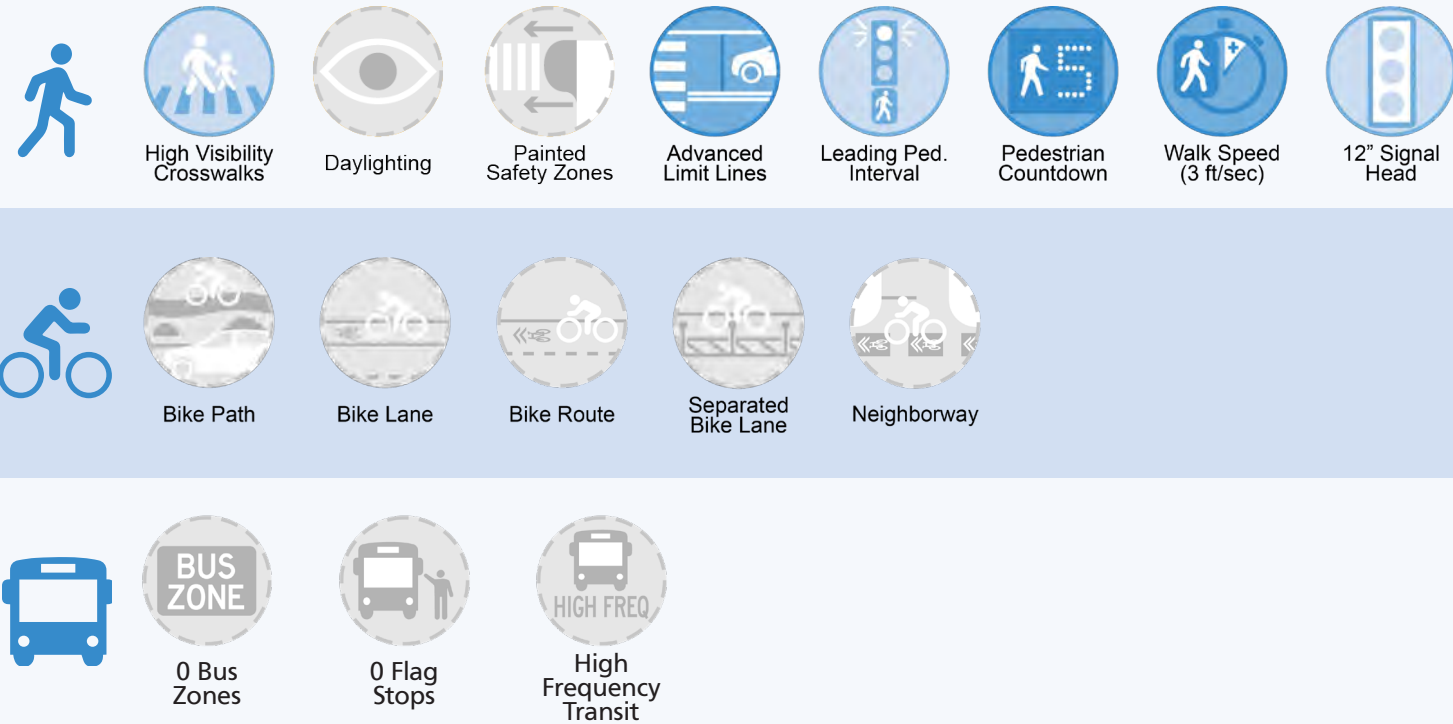 5
High Visibility
Crosswalks
Daylighting
Painted
Safety Zones
Advanced
Limit Lines
Leading Ped.
Interval
Pedestrian
Countdown
Walk Speed
(3 ft/sec)
12” Signal
Head
Bike Path
Bike Lane
Bike Route
Separated
Bike Lane
Neighborway
BUS
ZONE
HIGH FREQ
0 Bus
Zones
0 Flag
Stops
High
Frequency
Transit